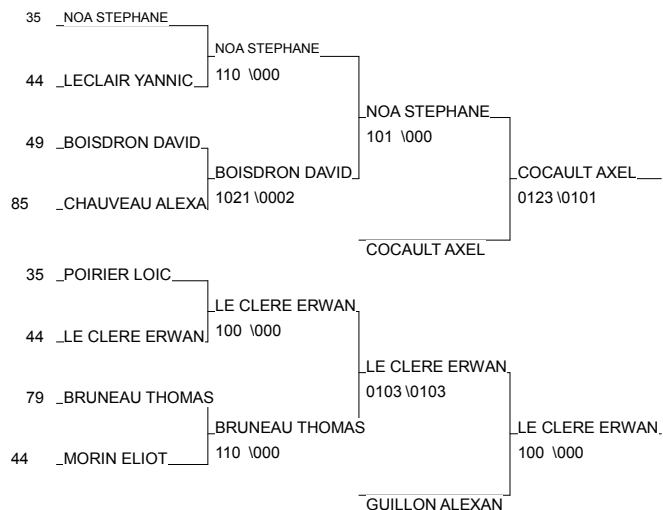 35 NOA STEPHANE
NOA STEPHANE
110 \000
44 LECLAIR YANNIC
NOA STEPHANE
101 \000
49 BOISDRON DAVID
BOISDRON DAVID
1021 \0002
COCAULT AXEL
0123 \0101
85 CHAUVEAU ALEXA
COCAULT AXEL
35 POIRIER LOIC
LE CLERE ERWAN
100 \000
44 LE CLERE ERWAN
LE CLERE ERWAN
0103 \0103
79 BRUNEAU THOMAS
BRUNEAU THOMAS
110 \000
LE CLERE ERWAN
100 \000
44 MORIN ELIOT
GUILLON ALEXAN